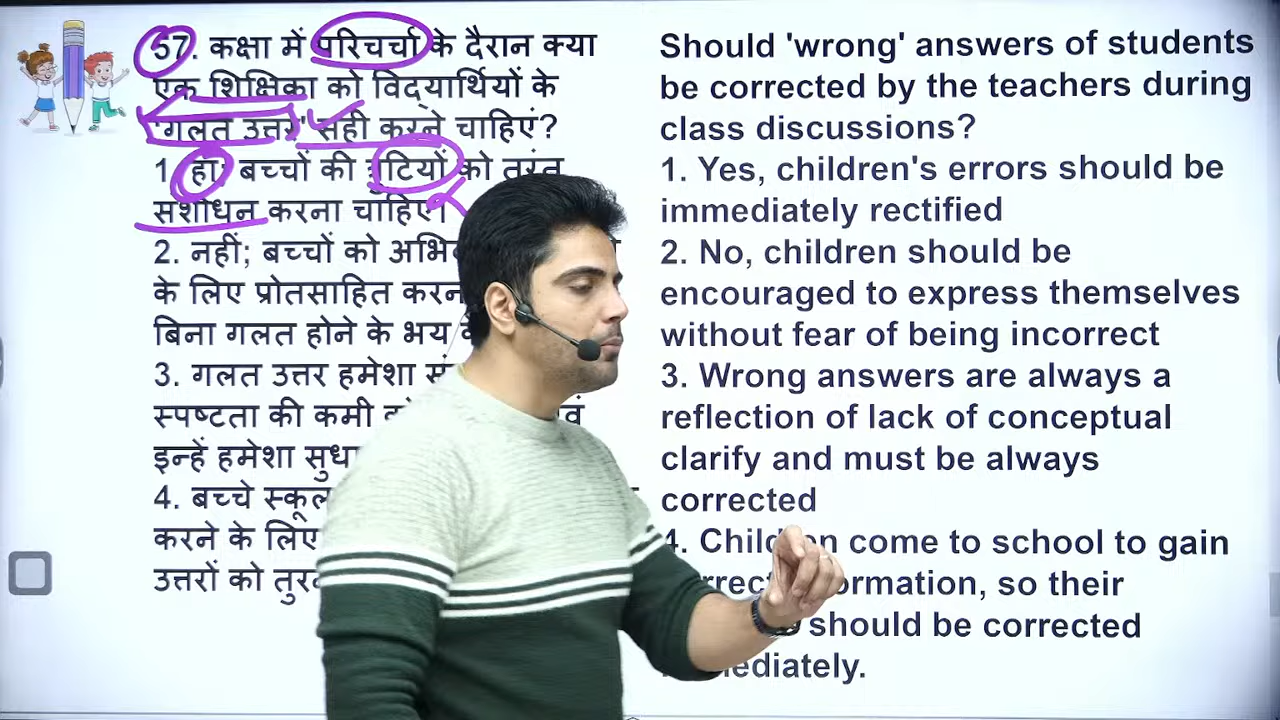 57. कक्षा में परिचर्चा के दैरान क्या
एक शिक्षिका को विद्यार्थियों के
'गलत उत्तर' सही करने चाहिएं?
1. हां; बच्चों की त्रुटियों को तुरंत
संशोधन करना चाहिए।
2. नहीं; बच्चों को
के लिए प्रोतसाहित
बिना गलत होने के भय
3. गलत उत्तर हमेशा
स्पष्टता की कमी
इन्हें हमेशा
4. बच्चे स्कूल
करने के लिए
उत्तरों को
Should 'wrong' answers of students
be corrected by the teachers during
class discussions?
1. Yes, children's errors should be
immediately rectified
2. No, children should be
encouraged to express themselves
without fear of being incorrect
3. Wrong answers are always a
reflection of lack of conceptual
clarify and must be always
corrected
4. Children come to school to gain
so their
should be corrected
immediately.